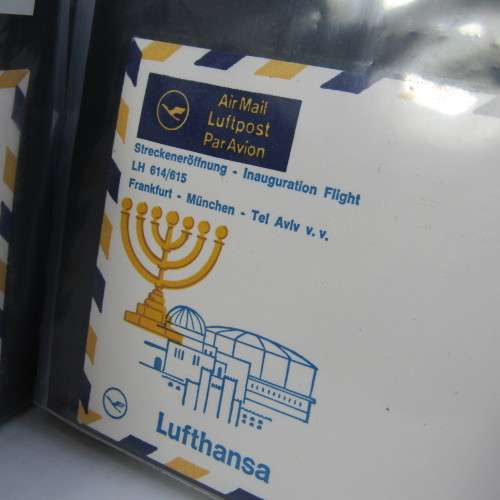 Air Mail
Luftpost
Par Avion
Streckeneröffnung - Inauguration Flight
LH 614/615
Frankfurt - München - Tel Aviv v. v.
Lufthansa